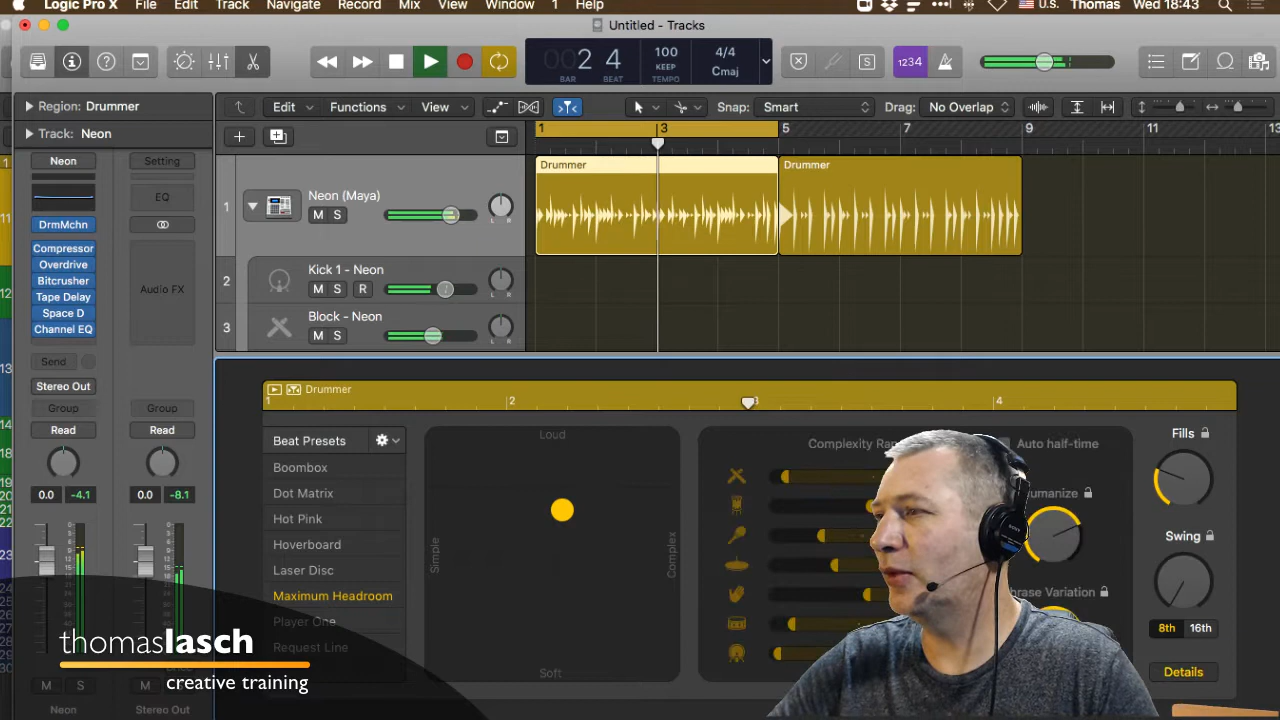 Logic Pro X File Edit Track Navigate Record Mix View Window 1 Help U.S. Thomas Wed 18:43
Untitled - Tracks
002 4
BAR BEAT
100
KEEP
TEMPO
4/4
Cmaj
1234
Region: Drummer
Track: Neon
Edit Functions View Snap: Smart Drag: No Overlap
1 3 5 7 9 11 13
Neon Setting
EQ
DrmMchn
Compressor
Overdrive
Bitcrusher
Tape Delay
Space D
Channel EQ
Audio FX
Send
Stereo Out
Group Group
Read Read
0.0 -4.1 0.0 -8.1
Drummer Drummer
1 Neon (Maya)
M S L R
2 Kick 1 - Neon
M S R L R
3 Block - Neon
M S L R
Drummer
1 2 3 4
Beat Presets
Boombox
Dot Matrix
Hot Pink
Hoverboard
Laser Disc
Maximum Headroom
Player One
Request Line
Loud
Simple
Complex
Soft
Complexity Ra
Auto half-time
Fills
Swing
8th 16th
Details
thomaslasch
creative training
M S M
Neon Stereo Out